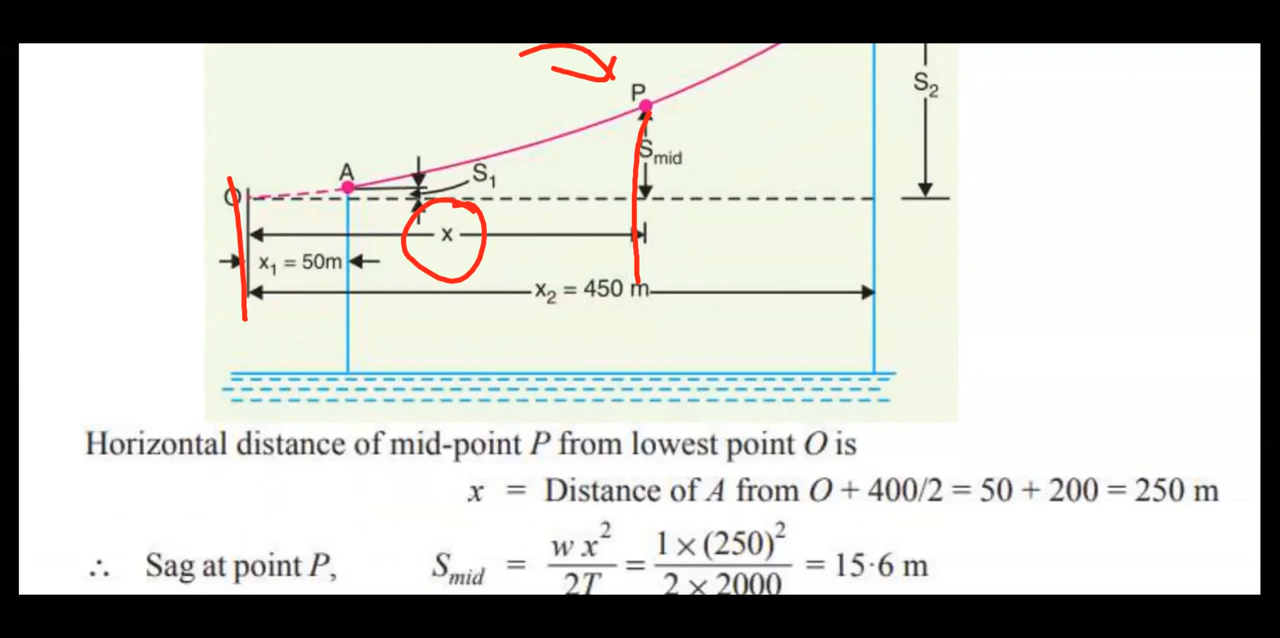 P
S₂
Sₘᵢd
A
S₁
O
x
x₁ = 50m
x₂ = 450 m
Horizontal distance of mid-point P from lowest point O is
x = Distance of A from O + 400/2 = 50 + 200 = 250 m
∴ Sag at point P, Smid = w x²/2T = 1 × (250)²/2 × 2000 = 15·6 m